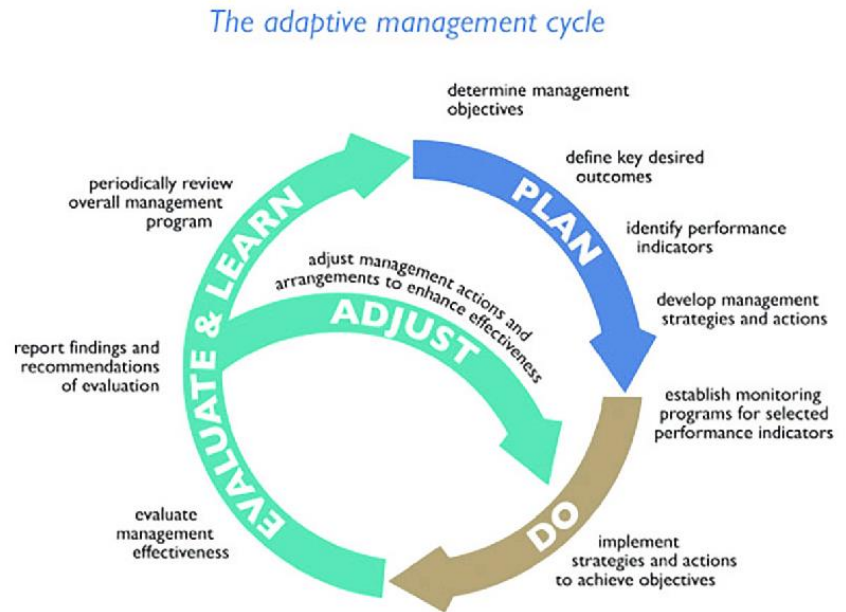 The adaptive management cycle
determine management
objectives
define key desired
outcomes
PLAN
identify performance
indicators
develop management
strategies and actions
establish monitoring
programs for selected
performance indicators
DO
implement
strategies and actions
to achieve objectives
evaluate
management
effectiveness
EVALUATE & LEARN
report findings and
recommendations
of evaluation
periodically review
overall management
program
adjust management actions and
arrangements to enhance effectiveness
ADJUST